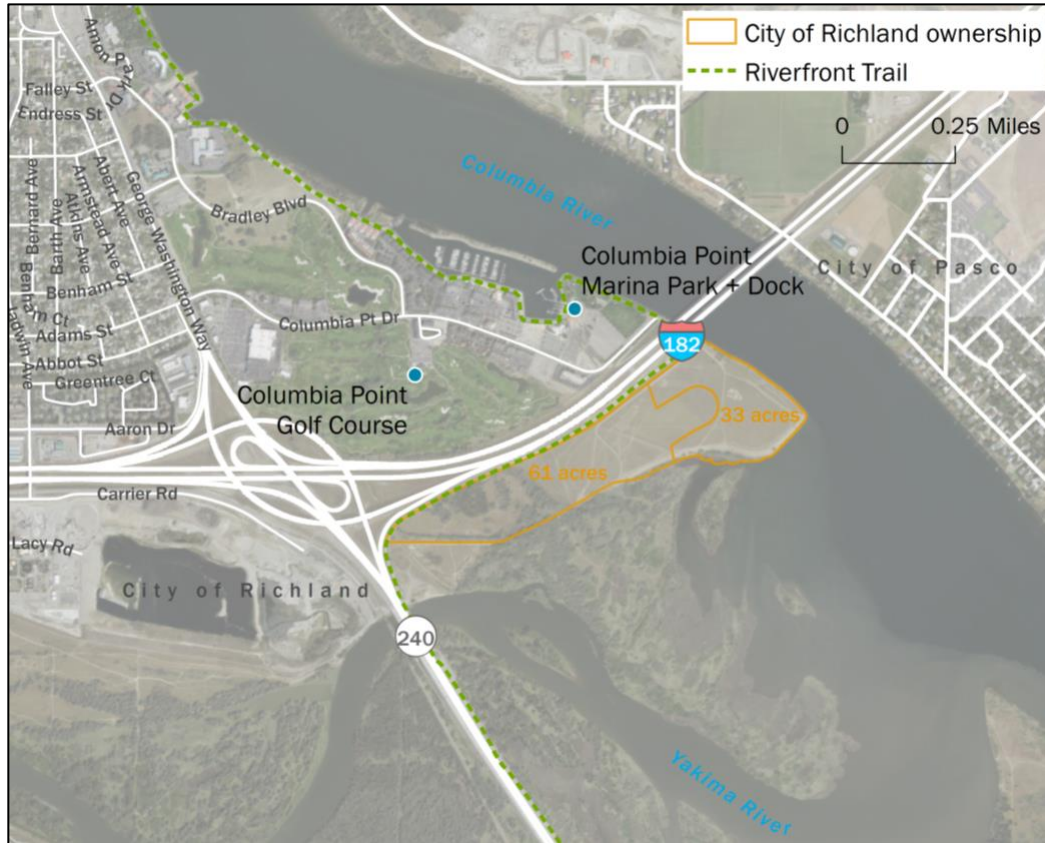 City of Richland ownership
Riverfront Trail
0 0.25 Miles
Amon Park Dr
Falley St
Endress St
Bernard Ave
Barth Ave
Atkins Ave
Armstead Ave
Abert Ave
George Washington Way
Bradley Blvd
Columbia River
Columbia Point
Marina Park + Dock
City of Pasco
Benham St
Columbia Pt Dr
182
Adams St
Abbot St
Greentree Ct
Columbia Point
Golf Course
33 acres
Aaron Dr
61 acres
Carrier Rd
Lacy Rd
City of Richland
240
Yakima River